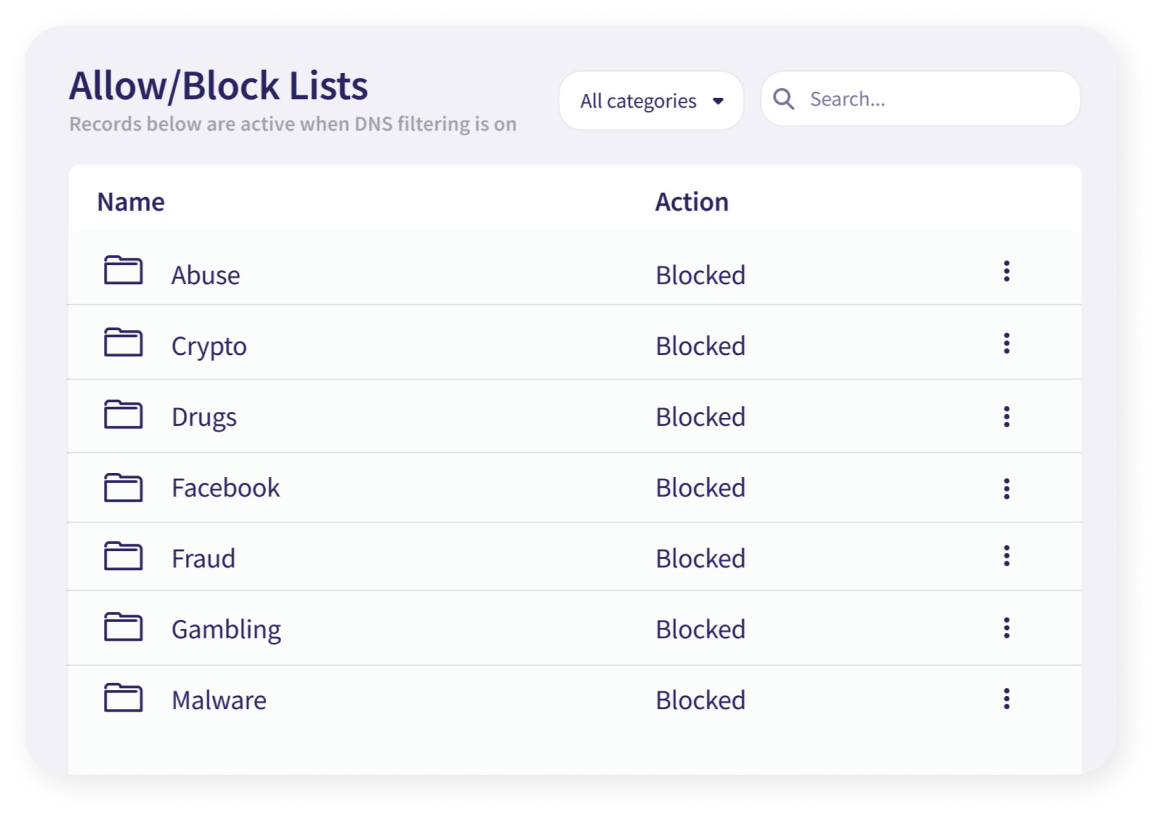 Allow/Block Lists
Records below are active when DNS filtering is on
All categories
Search...
Name Action
Abuse Blocked
Crypto Blocked
Drugs Blocked
Facebook Blocked
Fraud Blocked
Gambling Blocked
Malware Blocked